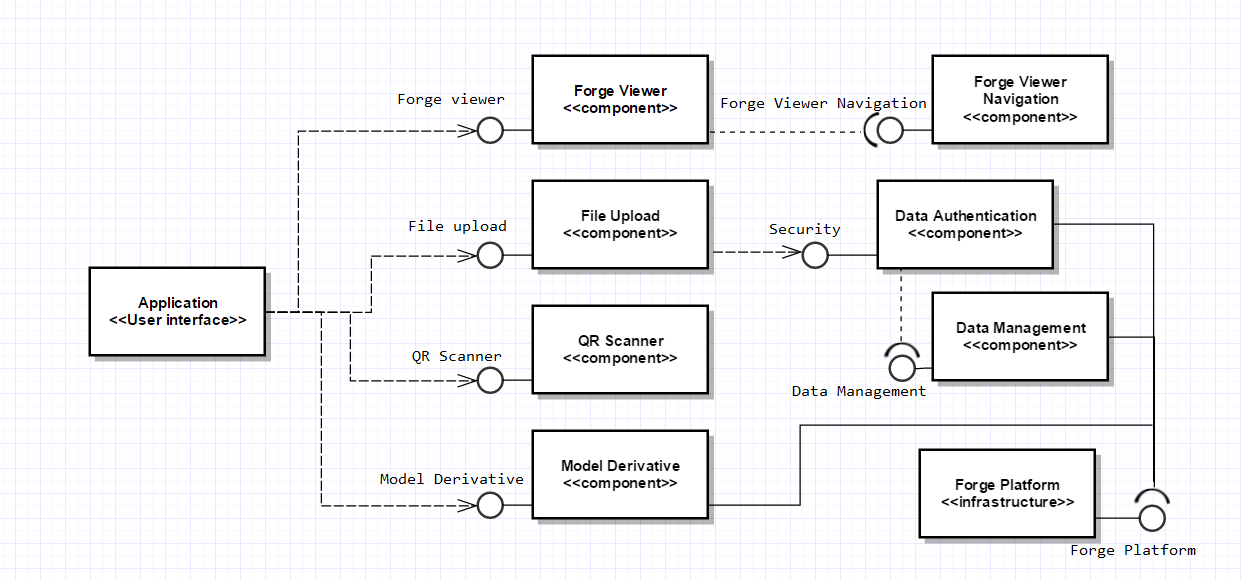 Forge Viewer
<<component>>
Forge Viewer
Navigation
<<component>>
Forge viewer
Forge Viewer Navigation
File Upload
<<component>>
Data Authentication
<<component>>
File upload
Security
Application
<<User interface>>
QR Scanner
<<component>>
Data Management
<<component>>
QR Scanner
Data Management
Model Derivative
<<component>>
Model Derivative
Forge Platform
<<infrastructure>>
Forge Platform